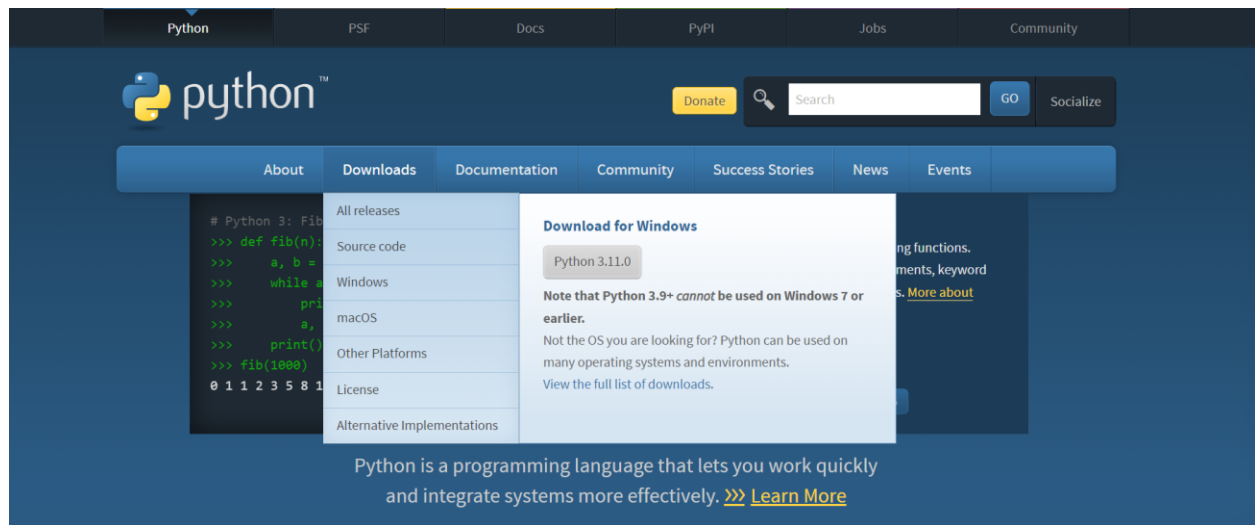 Python PSF Docs PyPI Jobs Community
python™
Donate Search GO Socialize
About Downloads Documentation Community Success Stories News Events
# Python 3: Fib
>>> def fib(n):
>>> a, b =
>>> while a
>>> pri
>>> a,
>>> print()
>>> fib(1000)
0 1 1 2 3 5 8 1
All releases
Source code
Windows
macOS
Other Platforms
License
Alternative Implementations
Download for Windows
Python 3.11.0
Note that Python 3.9+ cannot be used on Windows 7 or
earlier.
Not the OS you are looking for? Python can be used on
many operating systems and environments.
View the full list of downloads.
ng functions.
ments, keyword
s. More about
Python is a programming language that lets you work quickly
and integrate systems more effectively. >>> Learn More